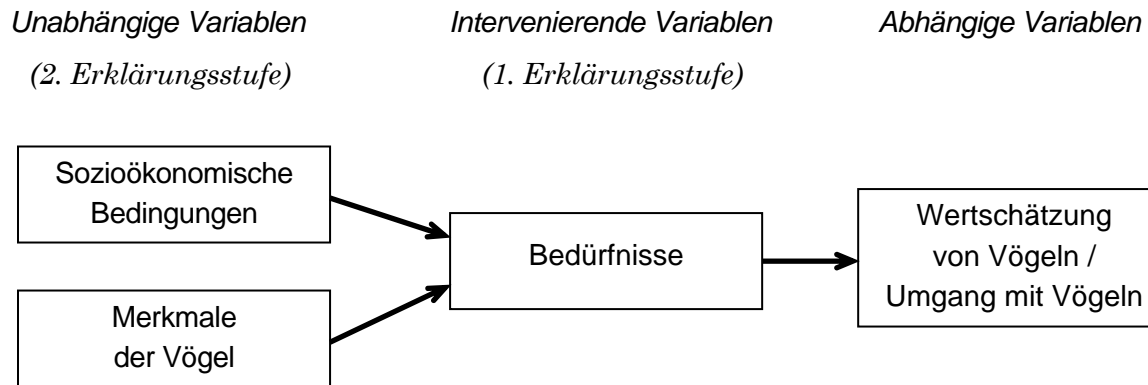 Unabhängige Variablen
(2. Erklärungsstufe)
Intervenierende Variablen
(1. Erklärungsstufe)
Abhängige Variablen
Sozioökonomische
Bedingungen
Merkmale
der Vögel
Bedürfnisse
Wertschätzung
von Vögeln /
Umgang mit Vögeln